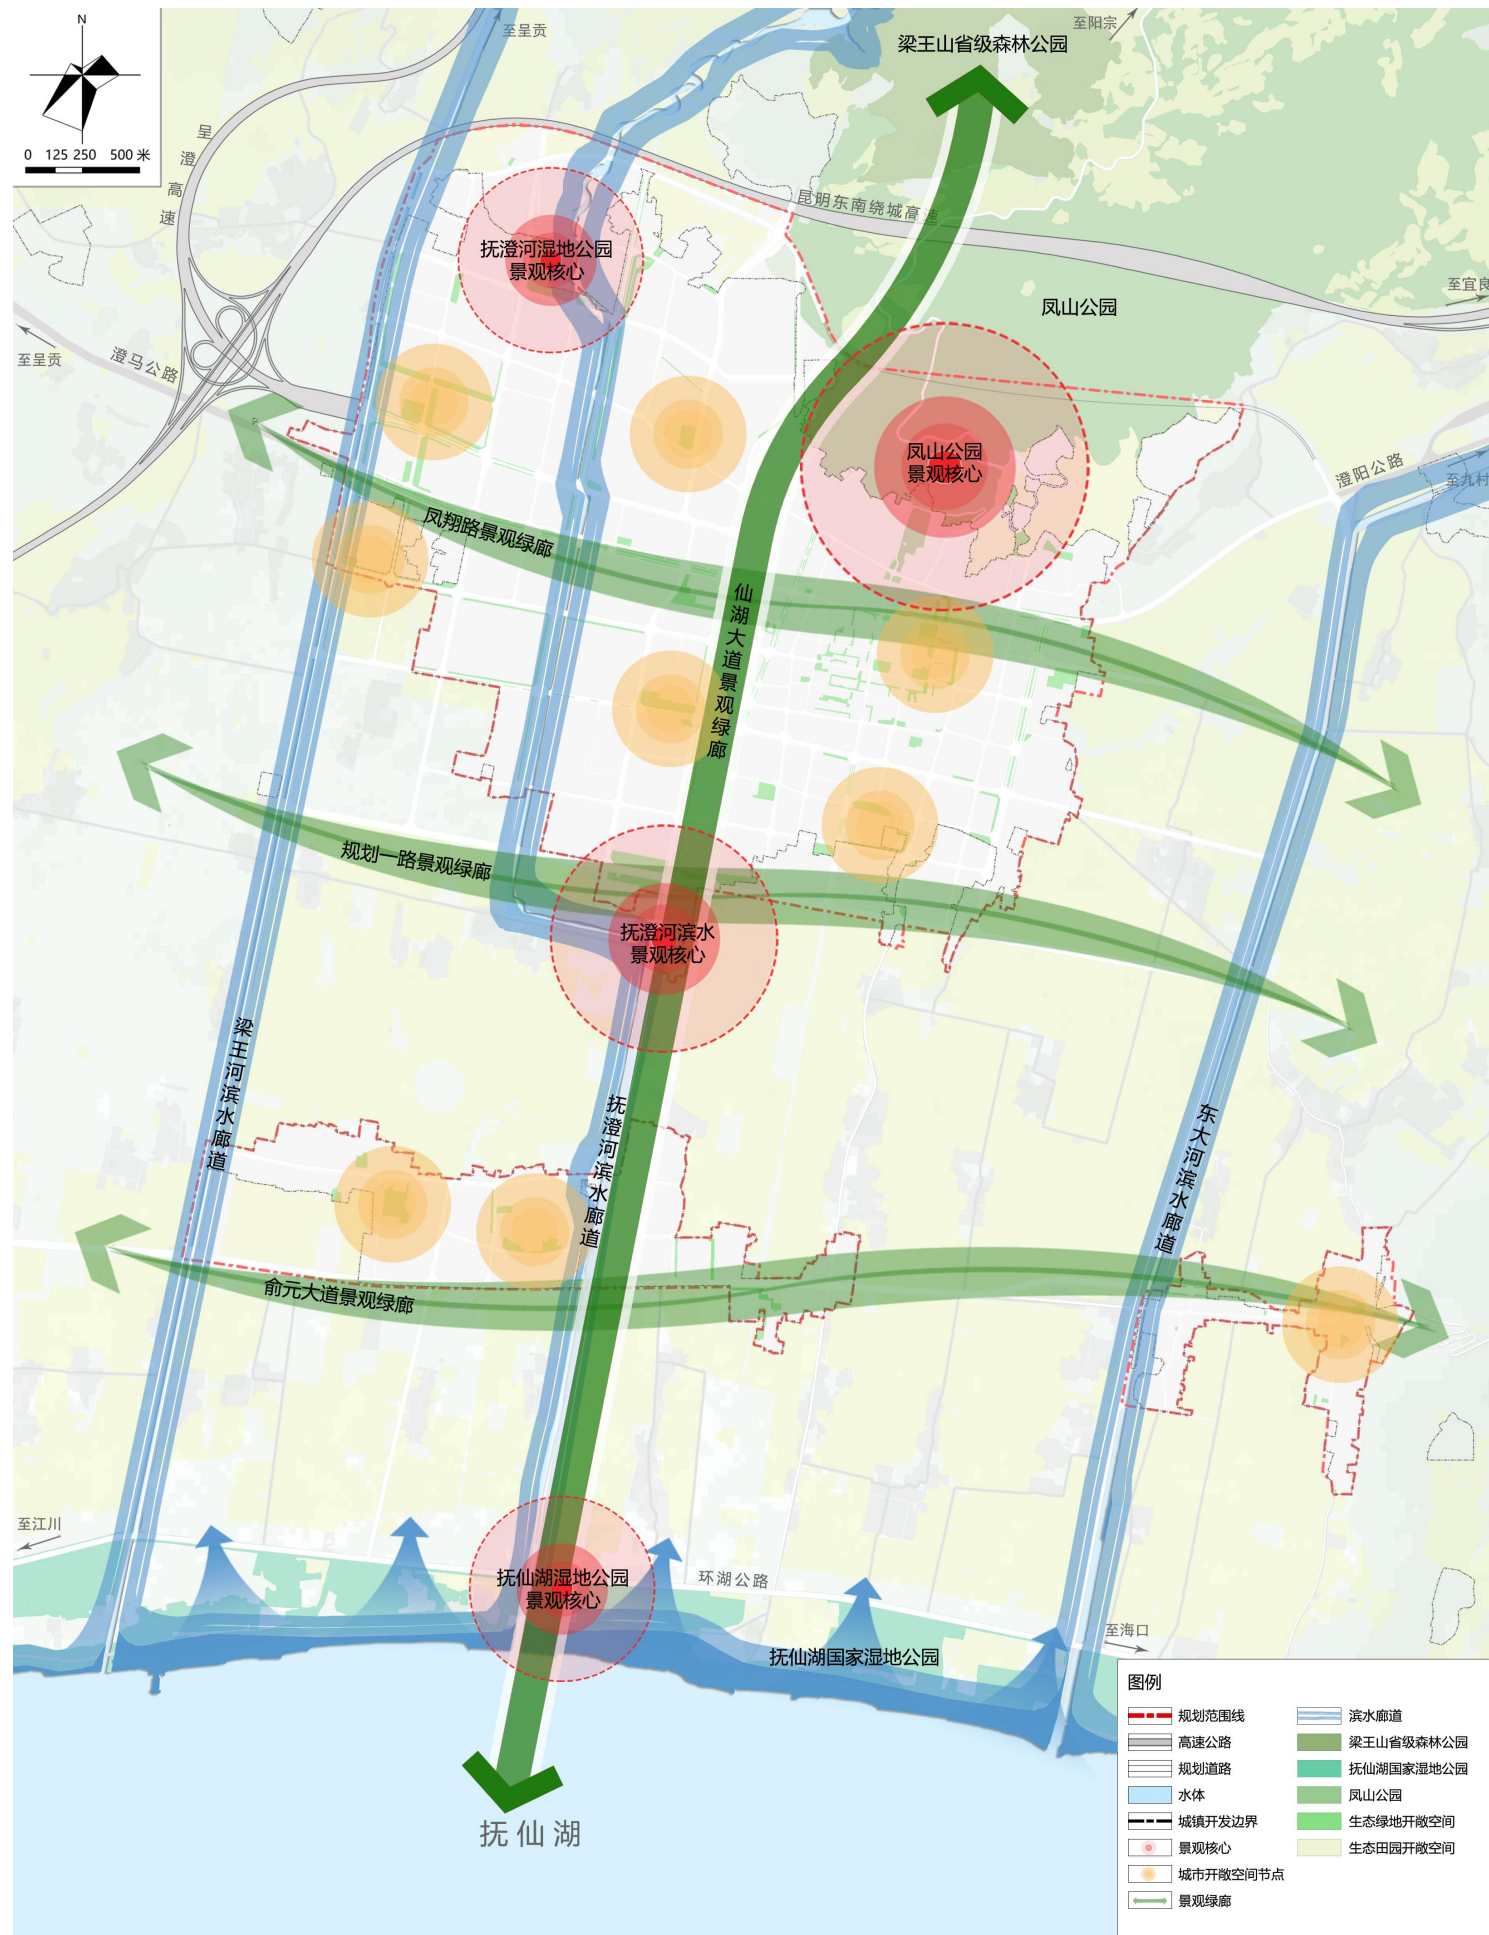 N
0 125 250 500 米
至呈贡
至阳宗
梁王山省级森林公园
呈澄高速
昆明东南绕城高速
抚澄河湿地公园
景观核心
凤山公园
至宜良
至呈贡
澄马公路
凤山公园
景观核心
澄阳公路
至九村
凤翔路景观绿廊
仙湖大道景观绿廊
规划一路景观绿廊
抚澄河滨水
景观核心
梁王河滨水廊道
抚澄河滨水廊道
东大河滨水廊道
俞元大道景观绿廊
至江川
抚仙湖湿地公园
景观核心
环湖公路
至海口
抚仙湖国家湿地公园
抚仙湖
图例
规划范围线
高速公路
规划道路
水体
城镇开发边界
景观核心
城市开敞空间节点
景观绿廊
滨水廊道
梁王山省级森林公园
抚仙湖国家湿地公园
凤山公园
生态绿地开敞空间
生态田园开敞空间